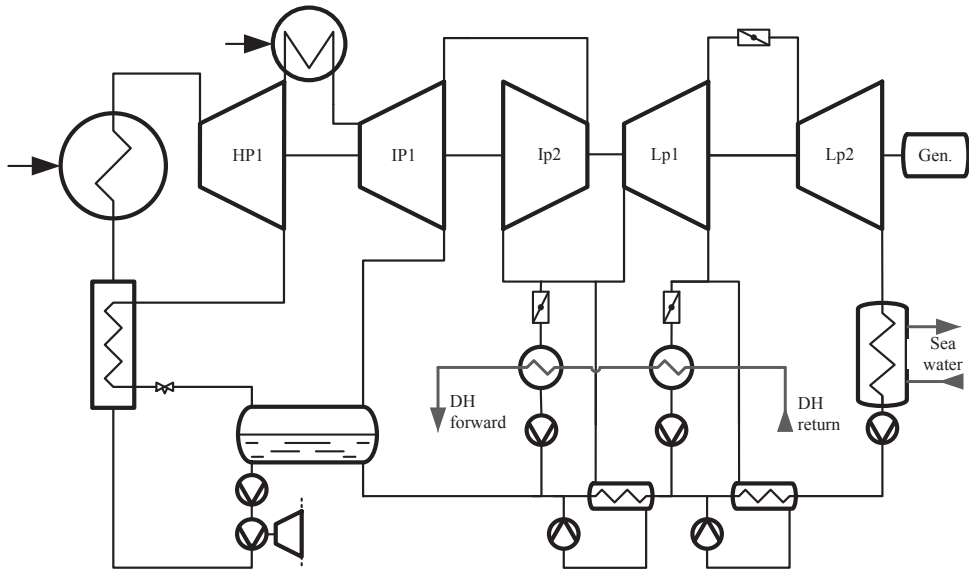 HP1
IP1
Ip2
Lp1
Lp2
Gen.
Sea
water
DH
forward
DH
return